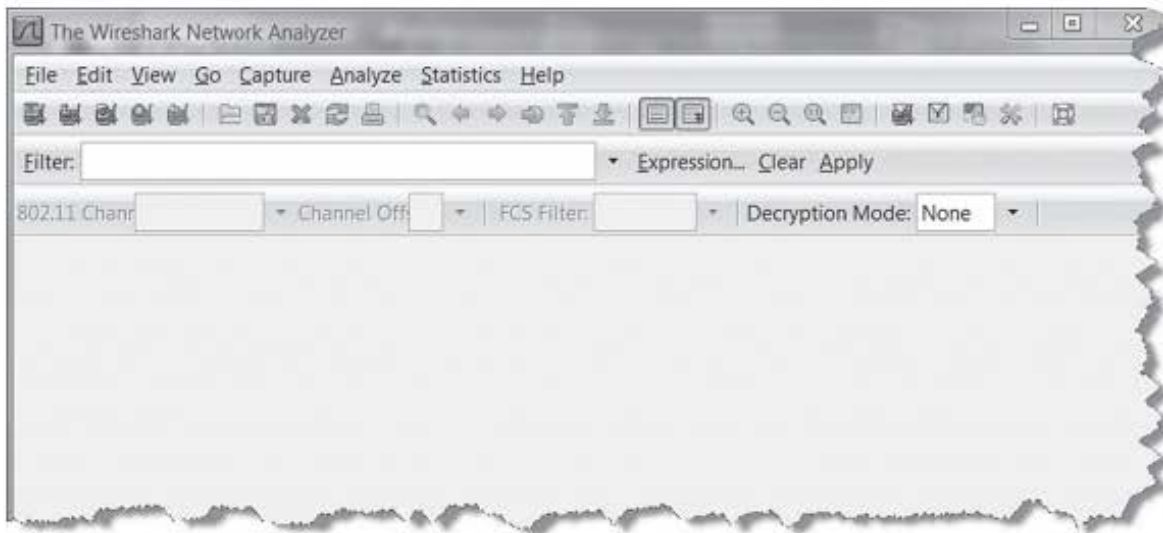 The Wireshark Network Analyzer
File Edit View Go Capture Analyze Statistics Help
Filter: Expression... Clear Apply
802.11 Chanr Channel Off: FCS Filter: Decryption Mode: None